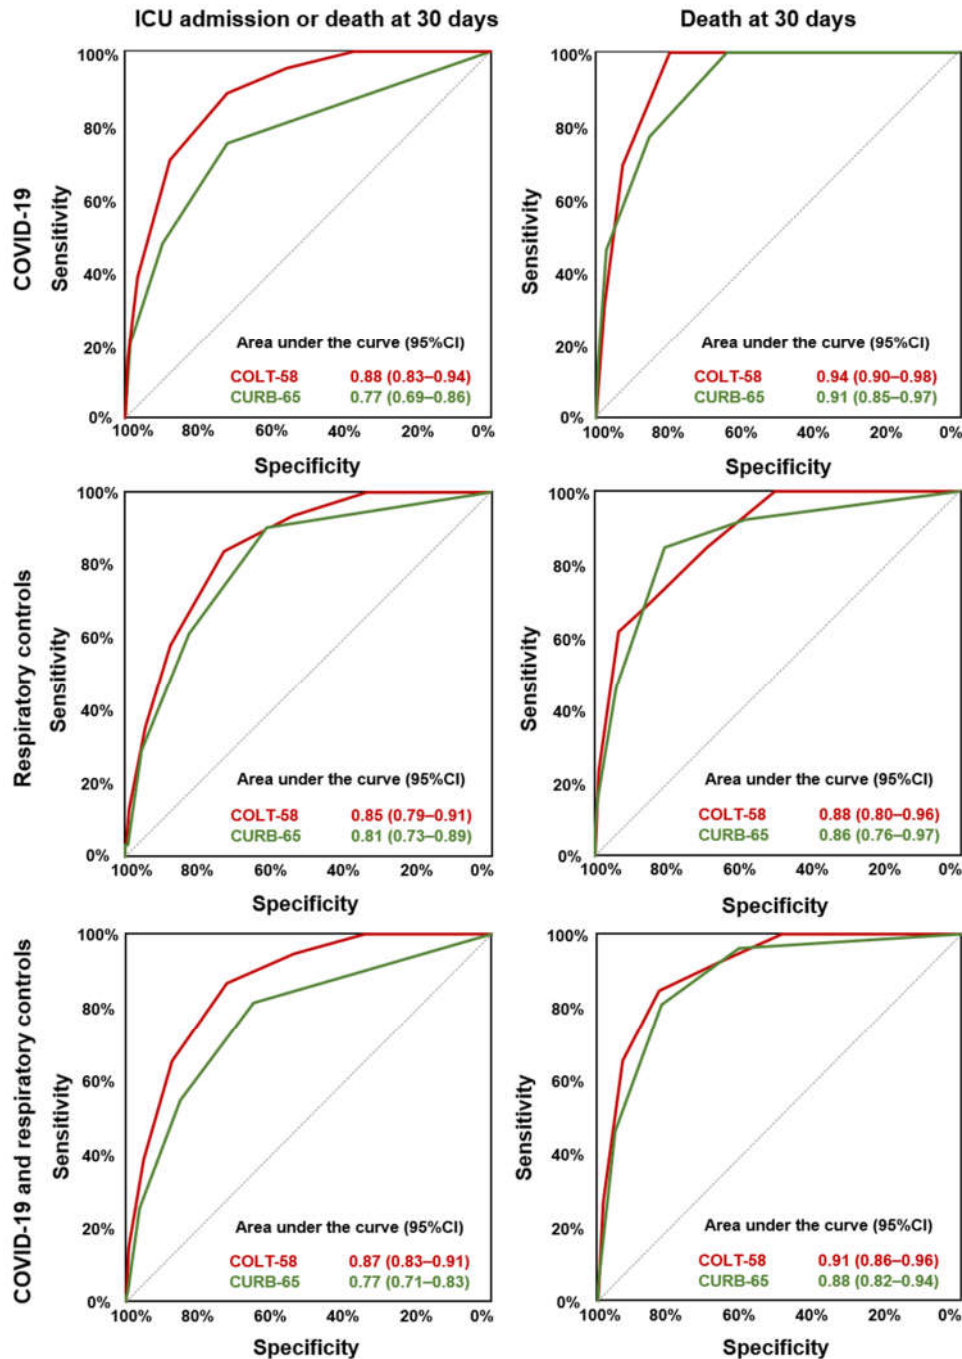 ICU admission or death at 30 days
Death at 30 days
COVID-19
Sensitivity
100%
80%
60%
40%
20%
0%
Area under the curve (95%CI)
COLT-58 0.88 (0.83–0.94)
CURB-65 0.77 (0.69–0.86)
100% 80% 60% 40% 20% 0%
Specificity
Sensitivity
100%
80%
60%
40%
20%
0%
Area under the curve (95%CI)
COLT-58 0.94 (0.90–0.98)
CURB-65 0.91 (0.85–0.97)
100% 80% 60% 40% 20% 0%
Specificity
Respiratory controls
Sensitivity
100%
80%
60%
40%
20%
0%
Area under the curve (95%CI)
COLT-58 0.85 (0.79–0.91)
CURB-65 0.81 (0.73–0.89)
100% 80% 60% 40% 20% 0%
Specificity
Sensitivity
100%
80%
60%
40%
20%
0%
Area under the curve (95%CI)
COLT-58 0.88 (0.80–0.96)
CURB-65 0.86 (0.76–0.97)
100% 80% 60% 40% 20% 0%
Specificity
COVID-19 and respiratory controls
Sensitivity
100%
80%
60%
40%
20%
0%
Area under the curve (95%CI)
COLT-58 0.87 (0.83–0.91)
CURB-65 0.77 (0.71–0.83)
100% 80% 60% 40% 20% 0%
Specificity
Sensitivity
100%
80%
60%
40%
20%
0%
Area under the curve (95%CI)
COLT-58 0.91 (0.86–0.96)
CURB-65 0.88 (0.82–0.94)
100% 80% 60% 40% 20% 0%
Specificity